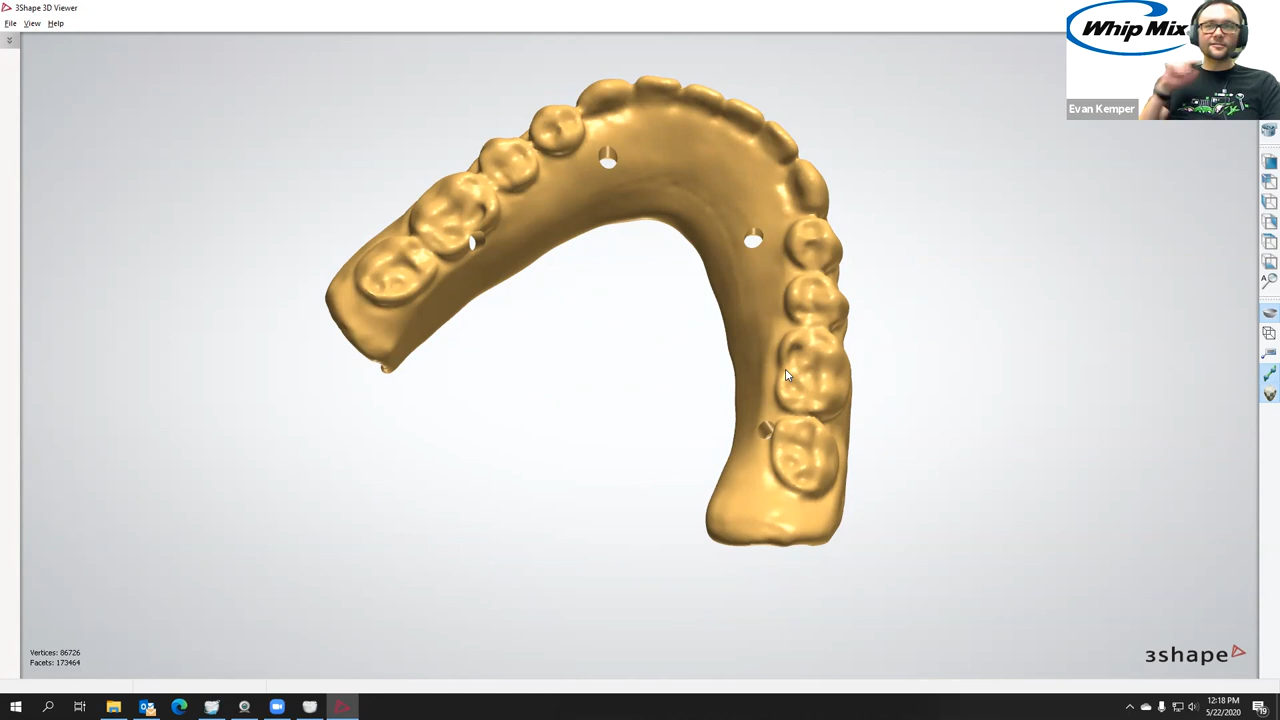 3Shape 3D Viewer
File View Help
Whip Mix
Evan Kemper
Vertices: 86726
Facets: 173464
3shape
12:18 PM
5/22/2020
19